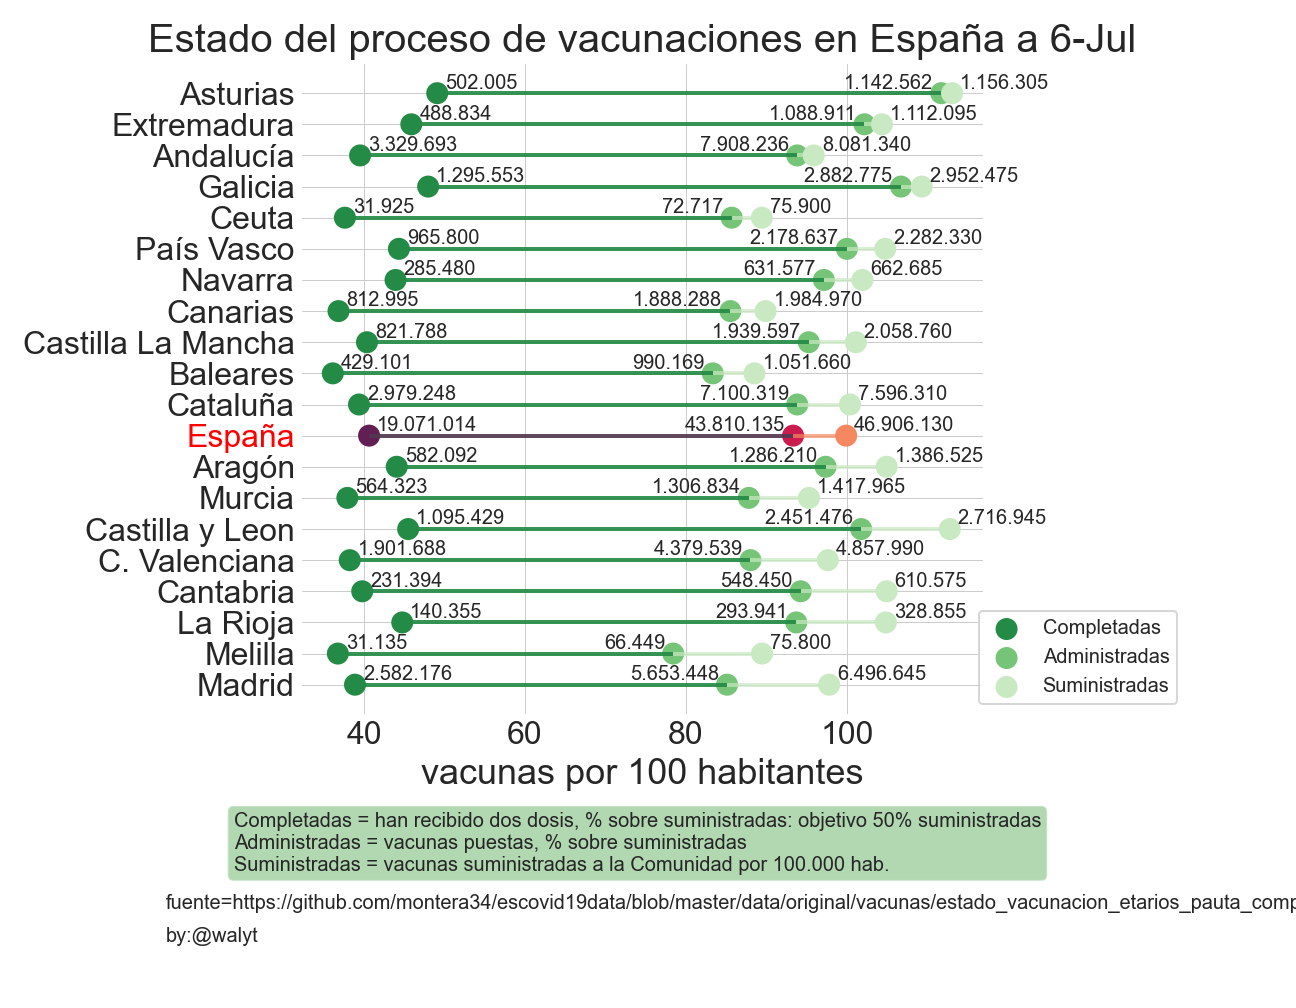 Estado del proceso de vacunaciones en España a 6-Jul
Asturias 502.005 1.142.562 1.156.305
Extremadura 488.834 1.088.911 1.112.095
Andalucía 3.329.693 7.908.236 8.081.340
Galicia 1.295.553 2.882.775 2.952.475
Ceuta 31.925 72.717 75.900
País Vasco 965.800 2.178.637 2.282.330
Navarra 285.480 631.577 662.685
Canarias 812.995 1.888.288 1.984.970
Castilla La Mancha 821.788 1.939.597 2.058.760
Baleares 429.101 990.169 1.051.660
Cataluña 2.979.248 7.100.319 7.596.310
España 19.071.014 43.810.135 46.906.130
Aragón 582.092 1.286.210 1.386.525
Murcia 564.323 1.306.834 1.417.965
Castilla y Leon 1.095.429 2.451.476 2.716.945
C. Valenciana 1.901.688 4.379.539 4.857.990
Cantabria 231.394 548.450 610.575
La Rioja 140.355 293.941 328.855
Melilla 31.135 66.449 75.800
Madrid 2.582.176 5.653.448 6.496.645
Completadas
Administradas
Suministradas
40 60 80 100
vacunas por 100 habitantes
Completadas = han recibido dos dosis, % sobre suministradas: objetivo 50% suministradas
Administradas = vacunas puestas, % sobre suministradas
Suministradas = vacunas suministradas a la Comunidad por 100.000 hab.
fuente=https://github.com/montera34/escovid19data/blob/master/data/original/vacunas/estado_vacunacion_etarios_pauta_comp
by:@walyt